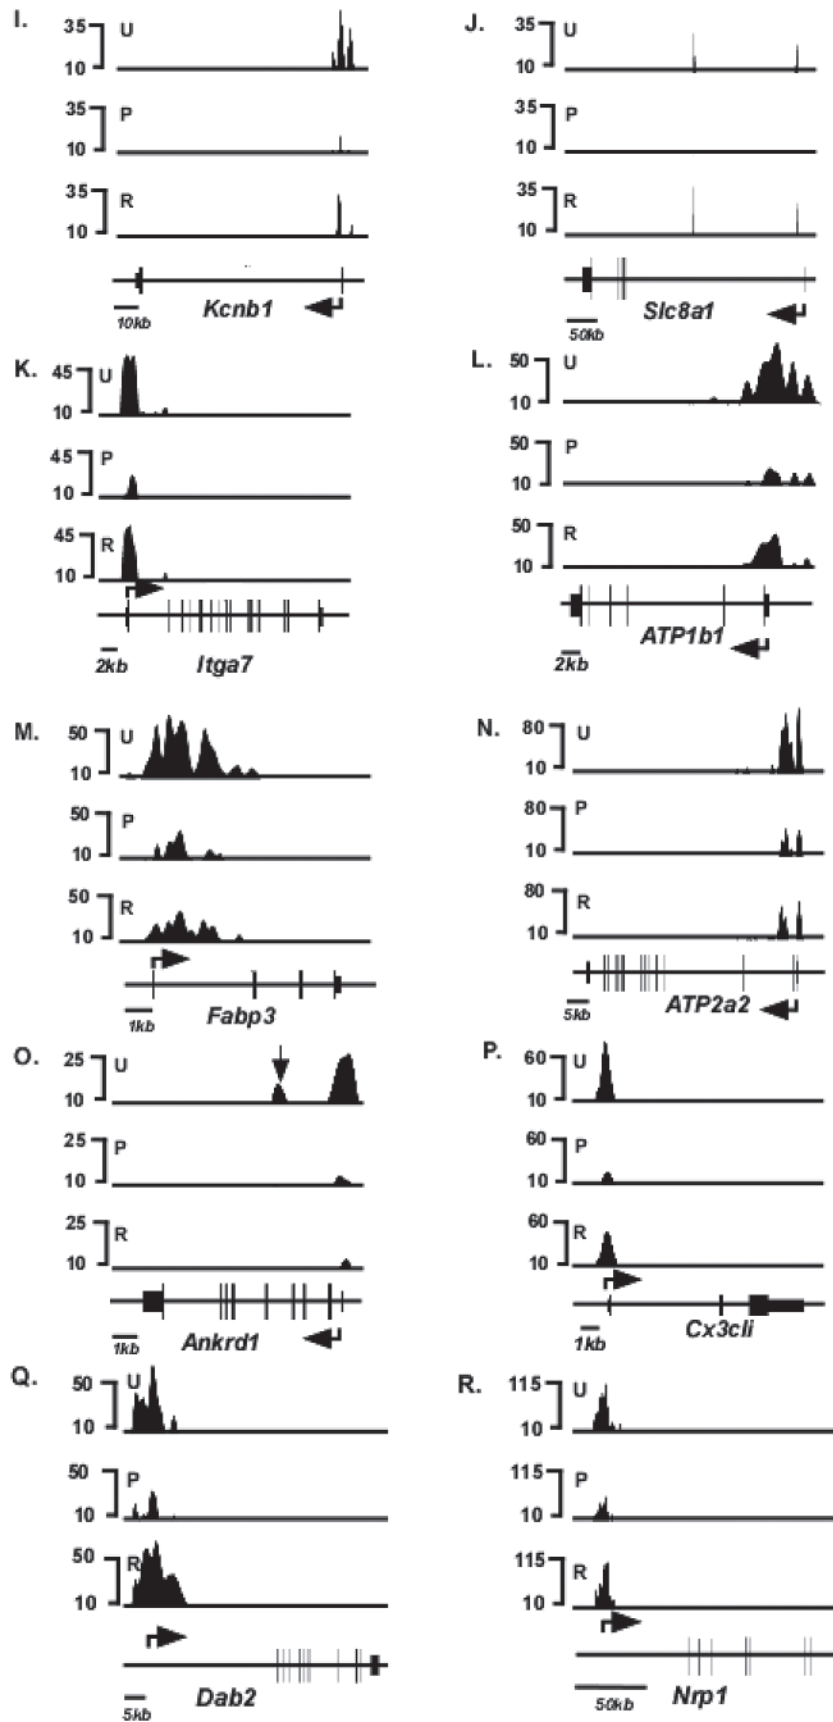 I.
35
U
10
35
P
10
35
R
10
Kcnb1
10kb
J.
35
U
10
35
P
10
35
R
10
Slc8a1
50kb
K.
45
U
10
45
P
10
45
R
10
2kb
Itga7
L.
50
U
10
50
P
10
50
R
10
ATP1b1
2kb
M.
50
U
10
50
P
10
50
R
10
1kb
Fabp3
N.
80
U
10
80
P
10
80
R
10
5kb
ATP2a2
O.
25
U
10
25
P
10
25
R
10
1kb
Ankrd1
P.
60
U
10
60
P
10
60
R
10
1kb
Cx3cli
Q.
50
U
10
50
P
10
50
R
10
5kb
Dab2
R.
115
U
10
115
P
10
115
R
10
50kb
Nrp1